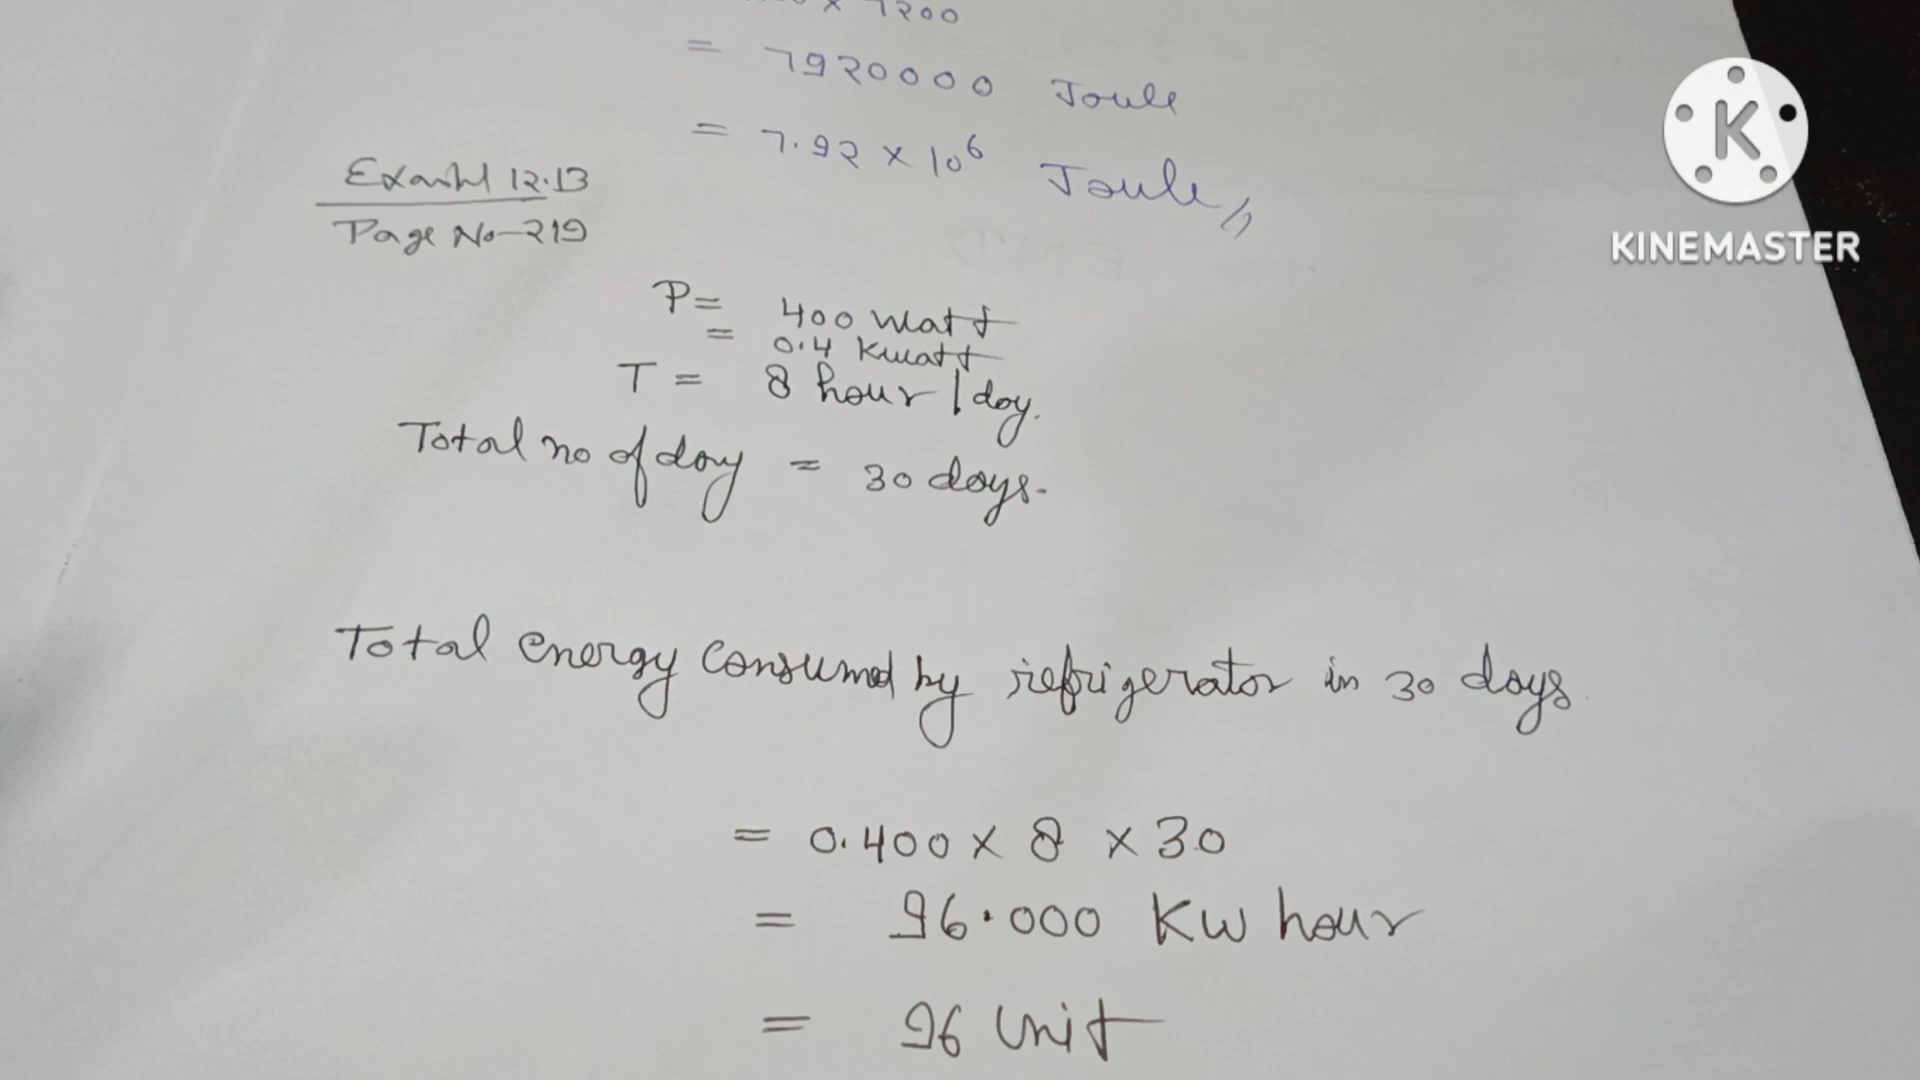 x 7200
= 7920000 Joule
= 7.92 x 10⁶ Joule //
Exampl 12.13
Page No - 219
P = 400 watt
= 0.4 Kwatt
T = 8 hour / day.
Total no of day = 30 days.
Total energy consumed by refrigerator in 30 days
= 0.400 x 8 x 30
= 96.000 Kw hour
= 96 Unit
K
KINEMASTER